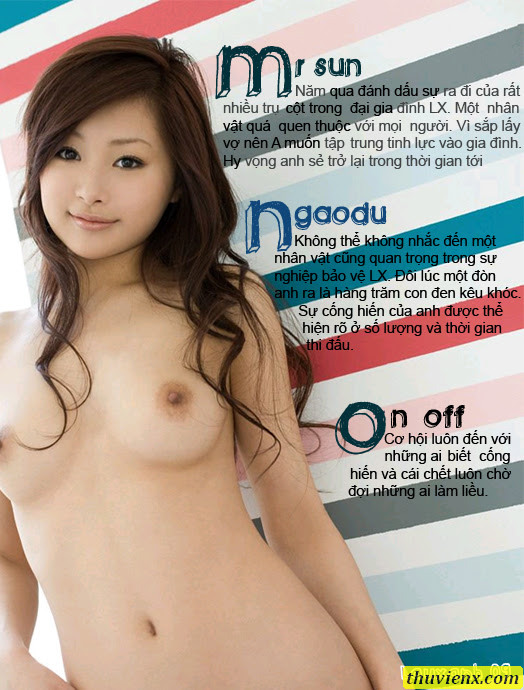 Mr sun
Năm qua đánh dấu sự ra đi của rất
nhiều trụ cột trong đại gia đình LX. Một nhân
vật quá quen thuộc với mọi người. Vì sắp lấy
vợ nên A muốn tập trung tinh lực vào gia đình.
Hy vọng anh sẻ trở lại trong thời gian tới
Ngaodu
Không thể không nhắc đến một
nhân vật cũng quan trọng trong sự
nghiệp bảo vệ LX. Đôi lúc một đòn
anh ra là hàng trăm con đen kêu khóc.
Sự cống hiến của anh được thể
hiện rõ ở số lượng và thời gian
thi đấu.
On off
Cơ hội luôn đến với
những ai biết cống
hiến và cái chết luôn chờ
đợi những ai làm liều.
thuvienx.com